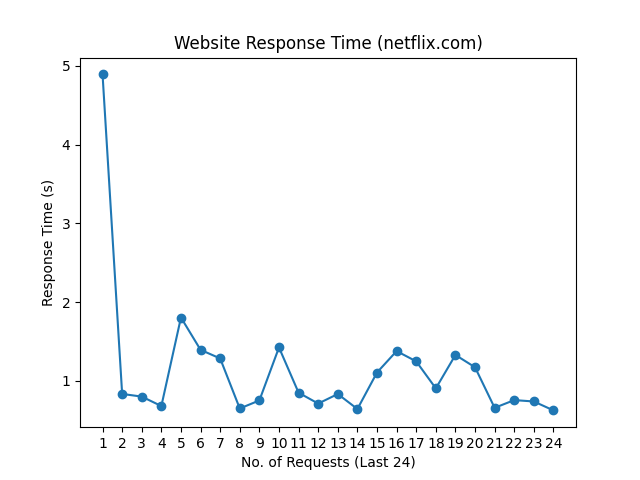 Website Response Time (netflix.com)
5
4
3
2
1
Response Time (s)
1 2 3 4 5 6 7 8 9 10 11 12 13 14 15 16 17 18 19 20 21 22 23 24
No. of Requests (Last 24)